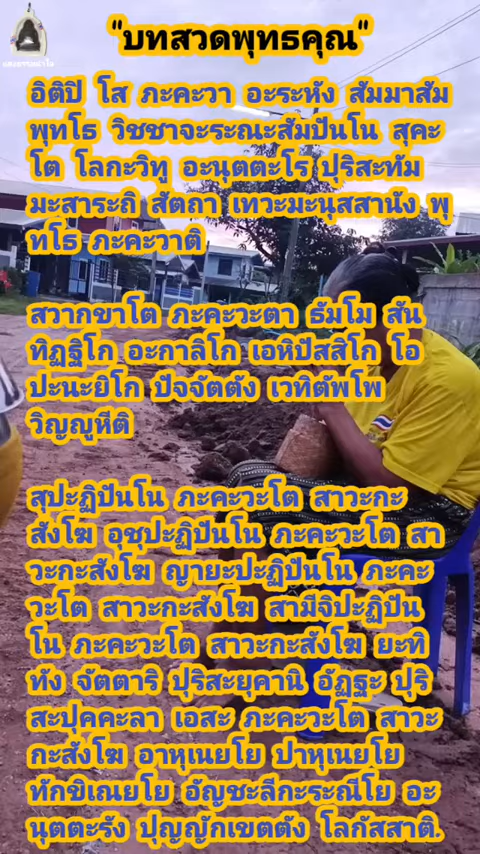 "บทสวดพุทธคุณ"
อิติปิ โส ภะคะวา อะระหัง สัมมาสัม
พุทโธ วิชชาจะระณะสัมปันโน สุคะ
โต โลกะวิทู อะนุตตะโร ปุริสะทัม
มะสาระถิ สัตถา เทวะมะนุสสานัง พุ
ทโธ ภะคะวาติ
สวากขาโต ภะคะวะตา ธัมโม สัน
ทิฏฐิโก อะกาลิโก เอหิปัสสิโก โอ
ปะนะยิโก ปัจจัตตัง เวทิตัพโพ
วิญญูหีติ
สุปะฏิปันโน ภะคะวะโต สาวะกะ
สังโฆ อุชุปะฏิปันโน ภะคะวะโต สา
วะกะสังโฆ ญายะปะฏิปันโน ภะคะ
วะโต สาวะกะสังโฆ สามีจิปะฏิปัน
โน ภะคะวะโต สาวะกะสังโฆ ยะทิ
ทัง จัตตาริ ปุริสะยุคานิ อัฏฐะ ปุริ
สะปุคคะลา เอสะ ภะคะวะโต สาวะ
กะสังโฆ อาหุเนยโย ปาหุเนยโย
ทักขิเณยโย อัญชะลีกะระณีโย อะ
นุตตะรัง ปุญญักเขตตัง โลกัสสาติ.